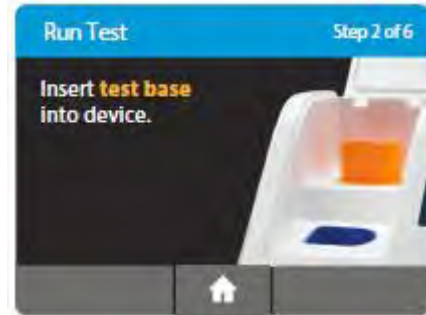 Run Test
Step 2 of 6
Insert test base
into device.